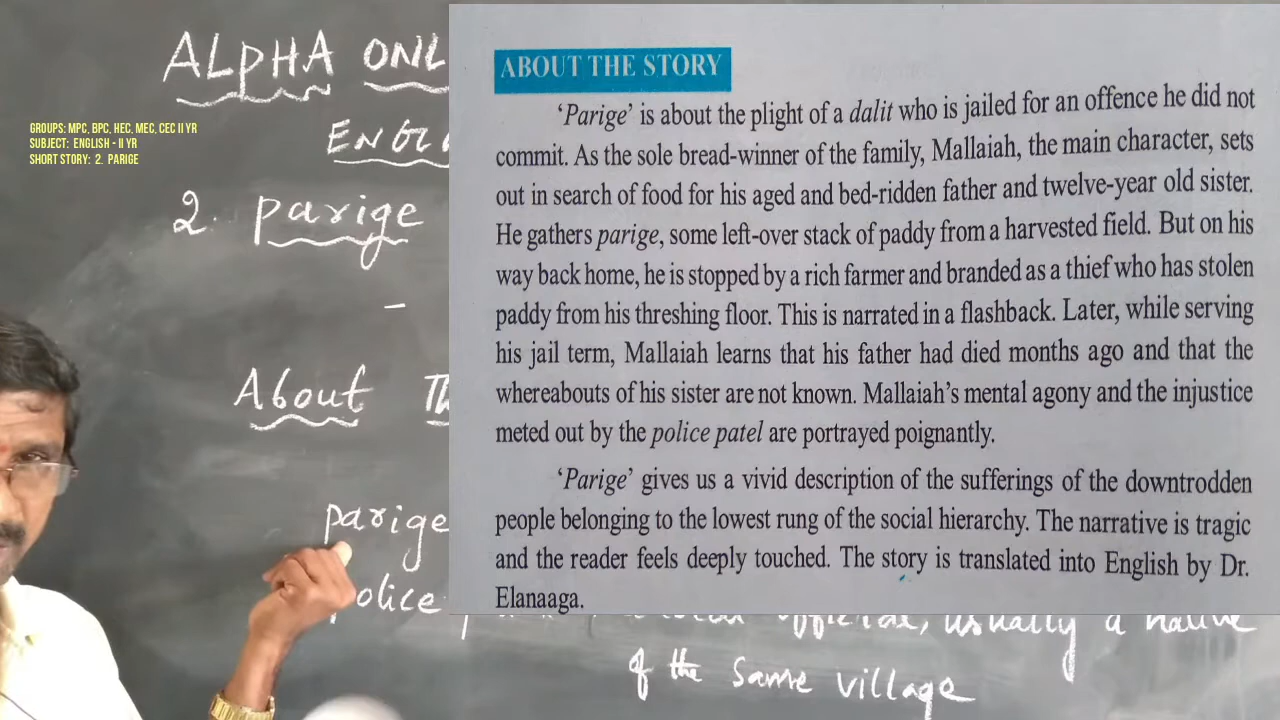 ALPHA ONL
GROUPS: MPC, BPC, HEC, MEC, CEC II YR
SUBJECT: ENGLISH - II YR
SHORT STORY: 2. PARIGE
ENGL
2. parige
About Th
parige
police
official, usually a native
of the same village
ABOUT THE STORY
‘Parige’ is about the plight of a dalit who is jailed for an offence he did not
commit. As the sole bread-winner of the family, Mallaiah, the main character, sets
out in search of food for his aged and bed-ridden father and twelve-year old sister.
He gathers parige, some left-over stack of paddy from a harvested field. But on his
way back home, he is stopped by a rich farmer and branded as a thief who has stolen
paddy from his threshing floor. This is narrated in a flashback. Later, while serving
his jail term, Mallaiah learns that his father had died months ago and that the
whereabouts of his sister are not known. Mallaiah’s mental agony and the injustice
meted out by the police patel are portrayed poignantly.
‘Parige’ gives us a vivid description of the sufferings of the downtrodden
people belonging to the lowest rung of the social hierarchy. The narrative is tragic
and the reader feels deeply touched. The story is translated into English by Dr.
Elanaaga.